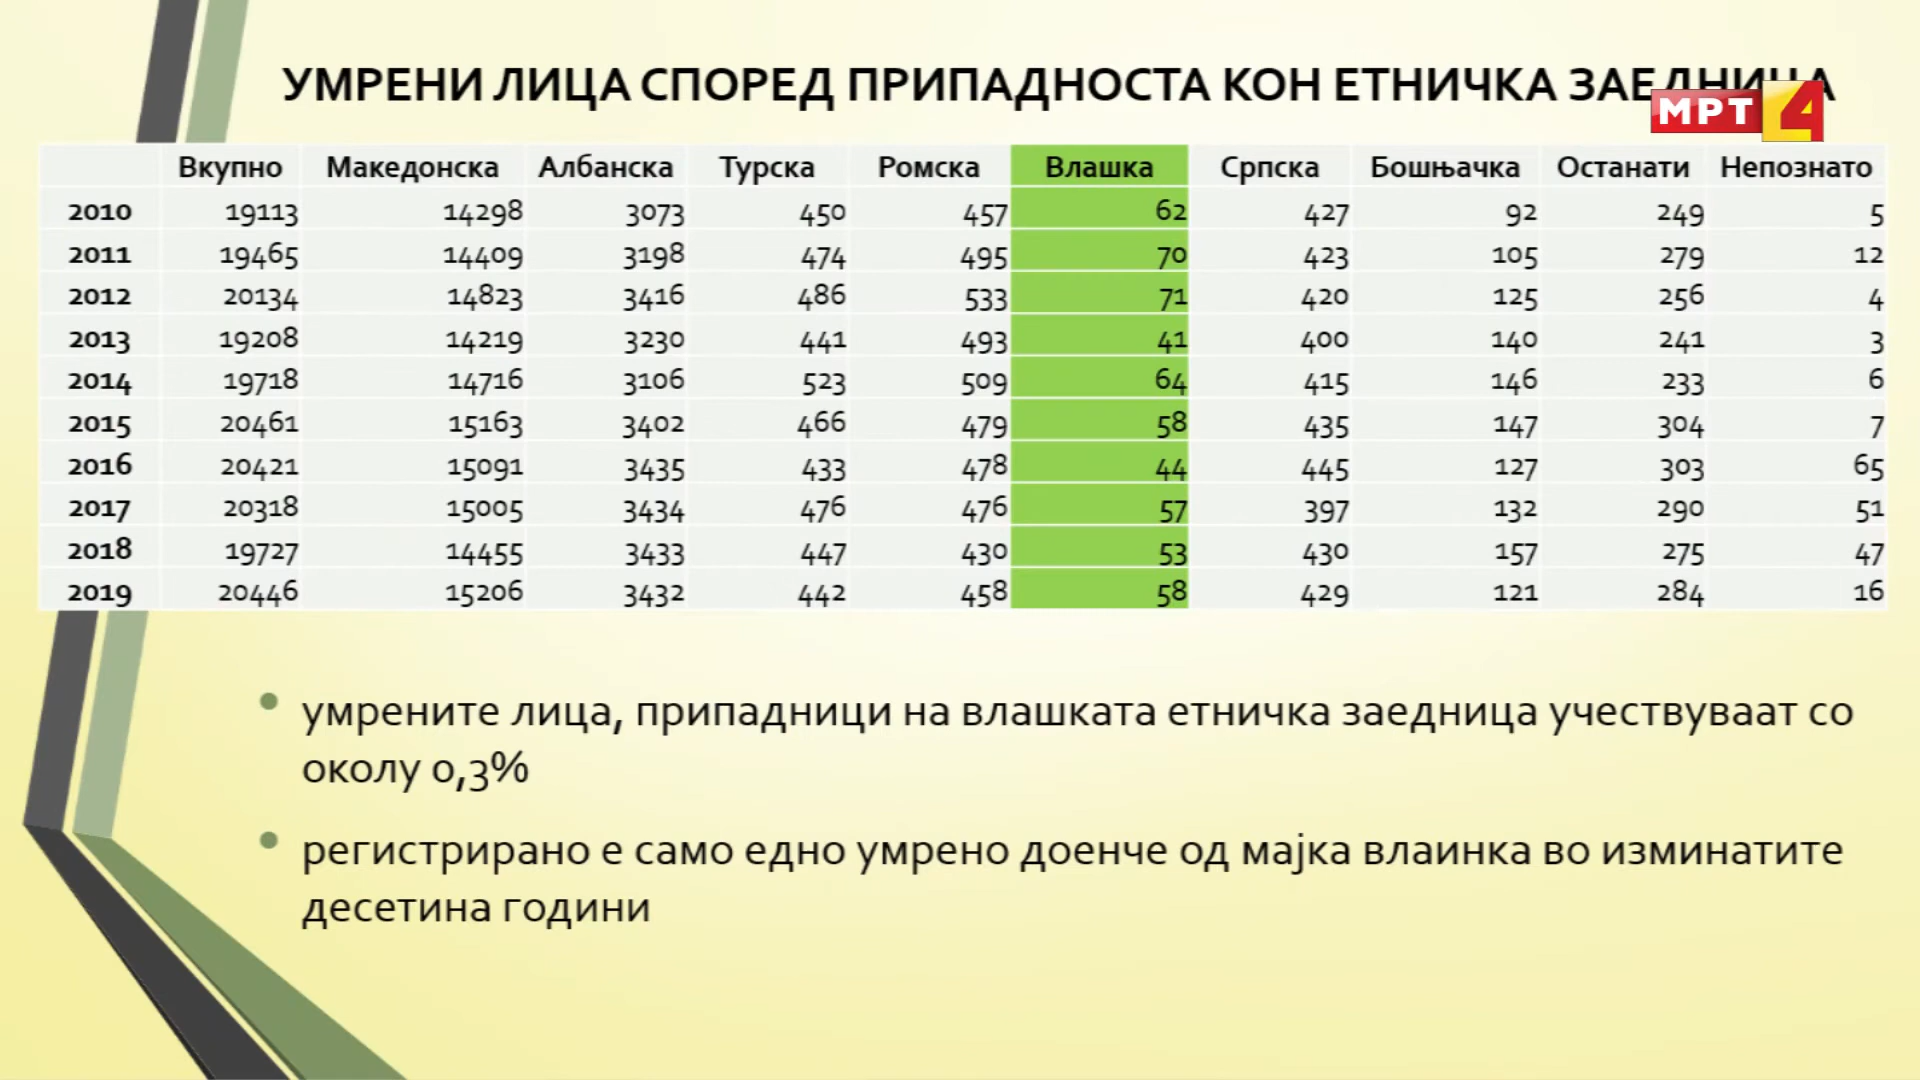 УМРЕНИ ЛИЦА СПОРЕД ПРИПАДНОСТА КОН ЕТНИЧКА ЗАЕДНИЦА
МРТ 4
Вкупно Македонска Албанска Турска Ромска Влашка Српска Бошњачка Останати Непознато
2010 19113 14298 3073 450 457 62 427 92 249 5
2011 19465 14409 3198 474 495 70 423 105 279 12
2012 20134 14823 3416 486 533 71 420 125 256 4
2013 19208 14219 3230 441 493 41 400 140 241 3
2014 19718 14716 3106 523 509 64 415 146 233 6
2015 20461 15163 3402 466 479 58 435 147 304 7
2016 20421 15091 3435 433 478 44 445 127 303 65
2017 20318 15005 3434 476 476 57 397 132 290 51
2018 19727 14455 3433 447 430 53 430 157 275 47
2019 20446 15206 3432 442 458 58 429 121 284 16
• умрените лица, припадници на влашката етничка заедница учествуваат со
околу 0,3%
• регистрирано е само едно умрено доенче од мајка влаинка во изминатите
десетина години